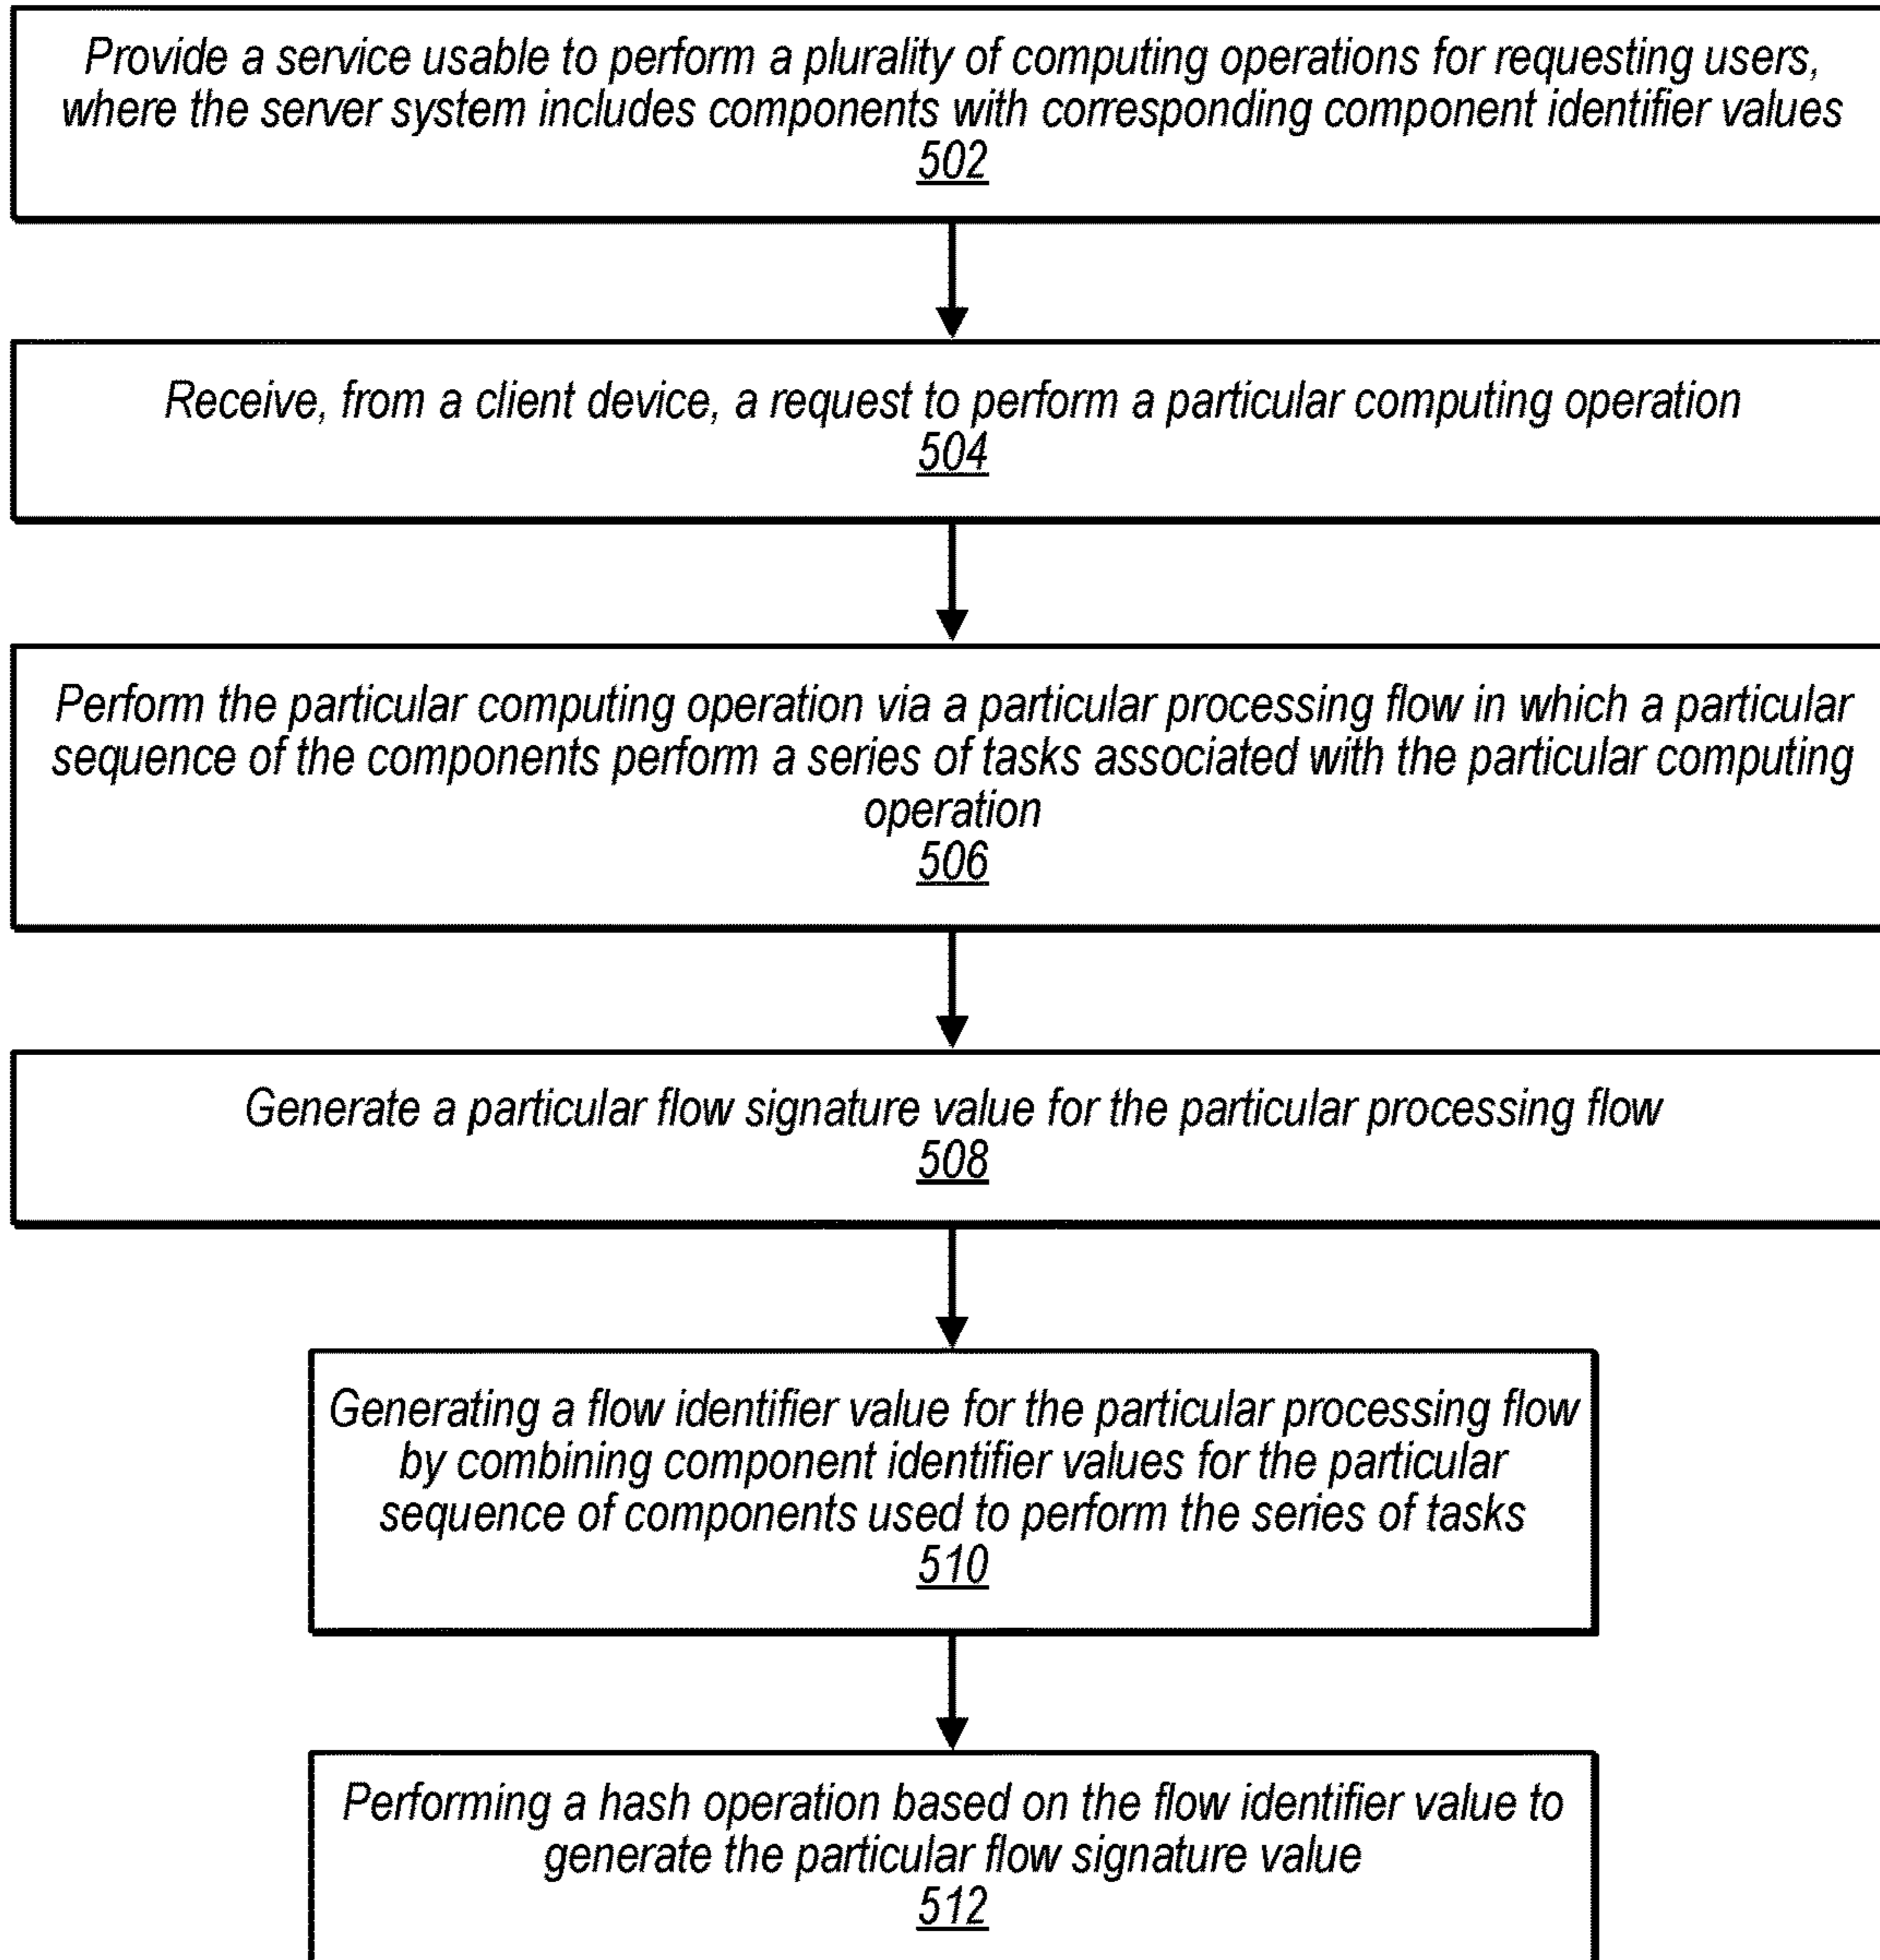 Provide a service usable to perform a plurality of computing operations for requesting users,
where the server system includes components with corresponding component identifier values
502
Receive, from a client device, a request to perform a particular computing operation
504
Perform the particular computing operation via a particular processing flow in which a particular
sequence of the components perform a series of tasks associated with the particular computing
operation
506
Generate a particular flow signature value for the particular processing flow
508
Generating a flow identifier value for the particular processing flow
by combining component identifier values for the particular
sequence of components used to perform the series of tasks
510
Performing a hash operation based on the flow identifier value to
generate the particular flow signature value
512